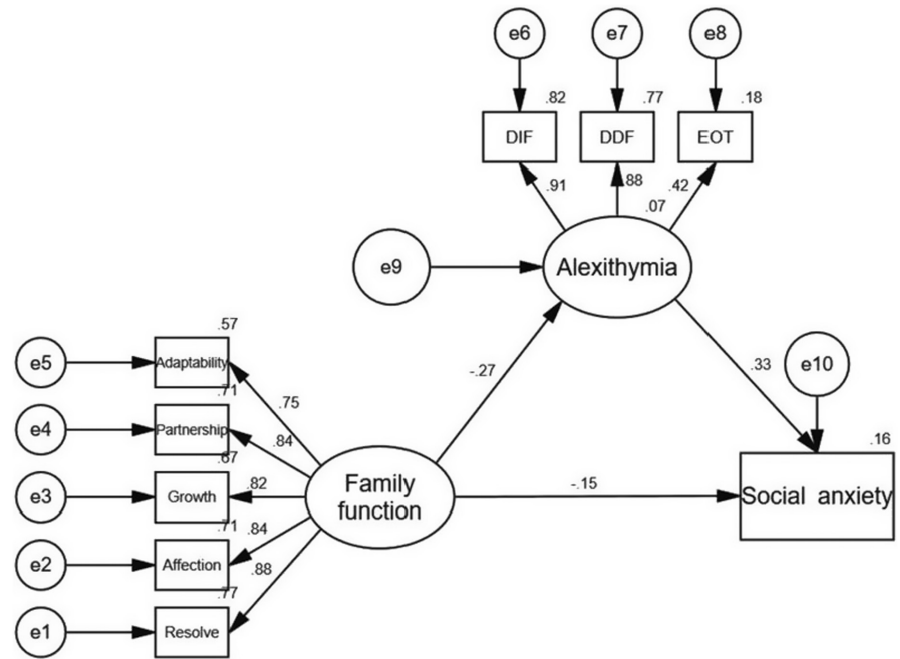 e6
e7
e8
.82
.77
.18
DIF
DDF
EOT
.91
.88
.42
.07
e9
Alexithymia
.57
e5
Adaptability
-.27
.33
e10
.71
.75
e4
Partnership
.84
.16
.67
e3
Growth
.82
Family
function
-.15
Social anxiety
.71
.84
e2
Affection
.88
.77
e1
Resolve